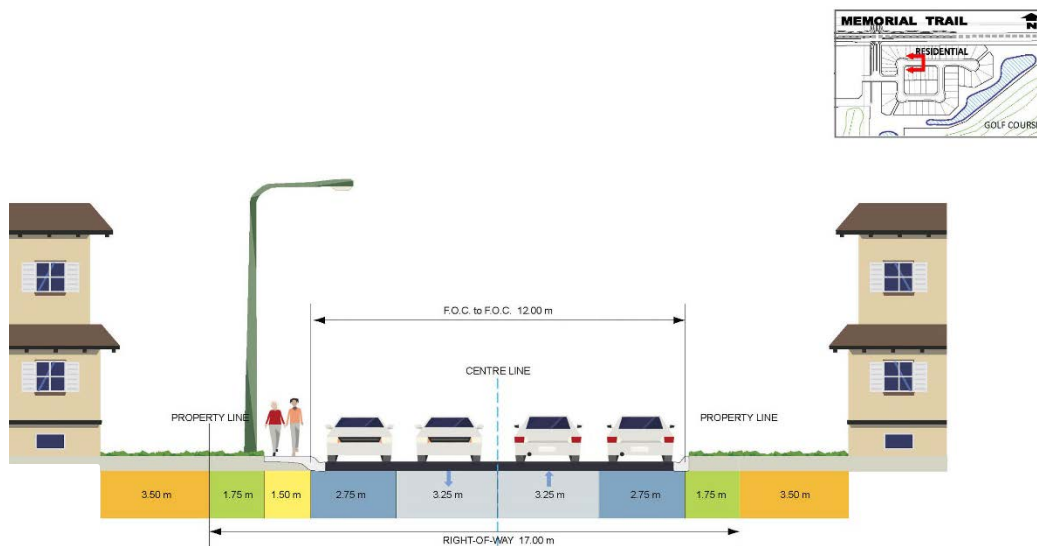 MEMORIAL TRAIL
N
RESIDENTIAL
GOLF COURSE
F.O.C. to F.O.C. 12.00 m
CENTRE LINE
PROPERTY LINE
PROPERTY LINE
3.50 m
1.75 m
1.50 m
2.75 m
3.25 m
3.25 m
2.75 m
1.75 m
3.50 m
RIGHT-OF-WAY 17.00 m